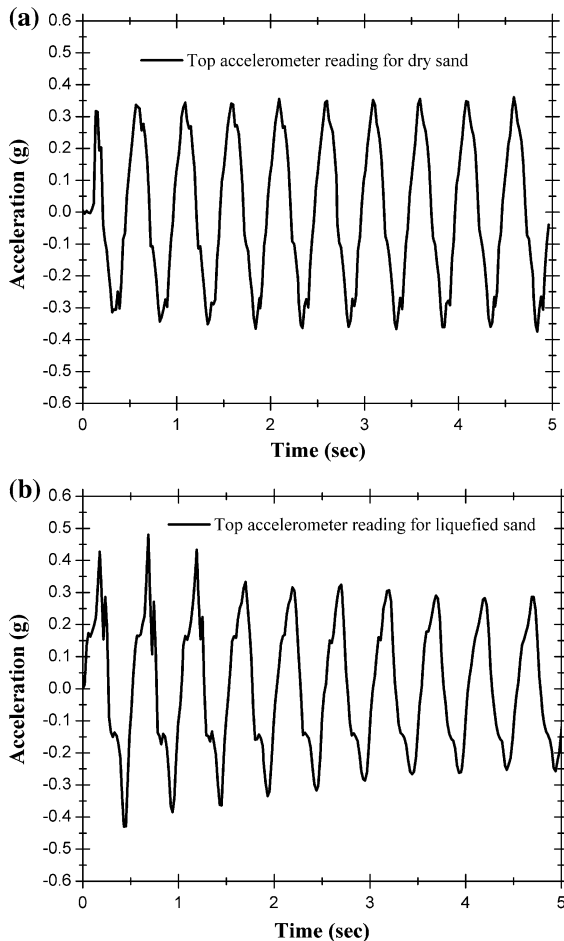 (a)
0.6
0.5
Top accelerometer reading for dry sand
0.4
0.3
0.2
0.1
0.0
-0.1
-0.2
-0.3
-0.4
-0.5
-0.6
Acceleration (g)
0 1 2 3 4 5
Time (sec)
(b)
0.6
0.5
Top accelerometer reading for liquefied sand
0.4
0.3
0.2
0.1
0.0
-0.1
-0.2
-0.3
-0.4
-0.5
-0.6
Acceleration (g)
0 1 2 3 4 5
Time (sec)